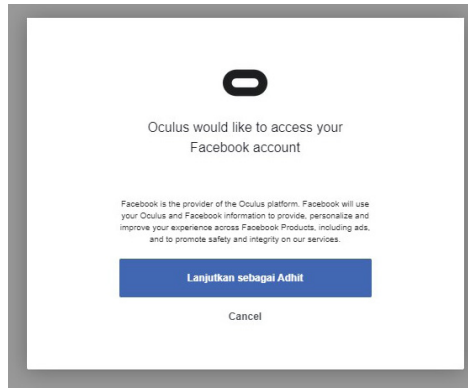 Oculus would like to access your
Facebook account
Facebook is the provider of the Oculus platform. Facebook will use
your Oculus and Facebook information to provide, personalize and
improve your experience across Facebook Products, including ads,
and to promote safety and integrity on our services.
Lanjutkan sebagai Adhit
Cancel